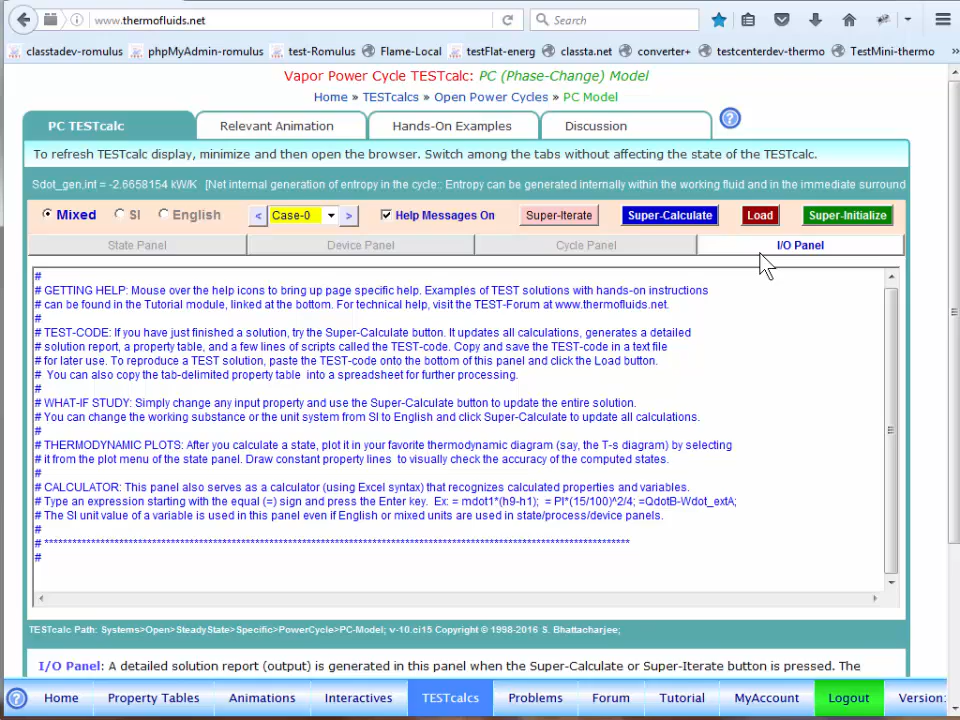 www.thermofluids.net
Search
classtadev-romulus phpMyAdmin-romulus test-Romulus Flame-Local testFlat-energ classta.net converter+ testcenterdev-thermo TestMini-thermo
Vapor Power Cycle TESTcalc: PC (Phase-Change) Model
Home » TESTcalcs » Open Power Cycles » PC Model
PC TESTcalc Relevant Animation Hands-On Examples Discussion ?
To refresh TESTcalc display, minimize and then open the browser. Switch among the tabs without affecting the state of the TESTcalc.
Sdot_gen,int = -2.6658154 kW/K [Net internal generation of entropy in the cycle:: Entropy can be generated internally within the working fluid and in the immediate surround
Mixed SI English < Case-0 > Help Messages On Super-Iterate Super-Calculate Load Super-Initialize
State Panel Device Panel Cycle Panel I/O Panel
#
# GETTING HELP: Mouse over the help icons to bring up page specific help. Examples of TEST solutions with hands-on instructions
# can be found in the Tutorial module, linked at the bottom. For technical help, visit the TEST-Forum at www.thermofluids.net.
#
# TEST-CODE: If you have just finished a solution, try the Super-Calculate button. It updates all calculations, generates a detailed
# solution report, a property table, and a few lines of scripts called the TEST-code. Copy and save the TEST-code in a text file
# for later use. To reproduce a TEST solution, paste the TEST-code onto the bottom of this panel and click the Load button.
# You can also copy the tab-delimited property table into a spreadsheet for further processing.
#
# WHAT-IF STUDY: Simply change any input property and use the Super-Calculate button to update the entire solution.
# You can change the working substance or the unit system from SI to English and click Super-Calculate to update all calculations.
#
# THERMODYNAMIC PLOTS: After you calculate a state, plot it in your favorite thermodynamic diagram (say, the T-s diagram) by selecting
# it from the plot menu of the state panel. Draw constant property lines to visually check the accuracy of the computed states.
#
# CALCULATOR: This panel also serves as a calculator (using Excel syntax) that recognizes calculated properties and variables.
# Type an expression starting with the equal (=) sign and press the Enter key. Ex: = mdot1*(h9-h1); = PI*(15/100)^2/4; =QdotB-Wdot_extA;
# The SI unit value of a variable is used in this panel even if English or mixed units are used in state/process/device panels.
#
# ******************************************************************************************************************************
#
TESTcalc Path: Systems>Open>SteadyState>Specific>PowerCycle>PC-Model; v-10.ci15 Copyright © 1998-2016 S. Bhattacharjee;
I/O Panel: A detailed solution report (output) is generated in this panel when the Super-Calculate or Super-Iterate button is pressed. The
? Home Property Tables Animations Interactives TESTcalcs Problems Forum Tutorial MyAccount Logout Version: